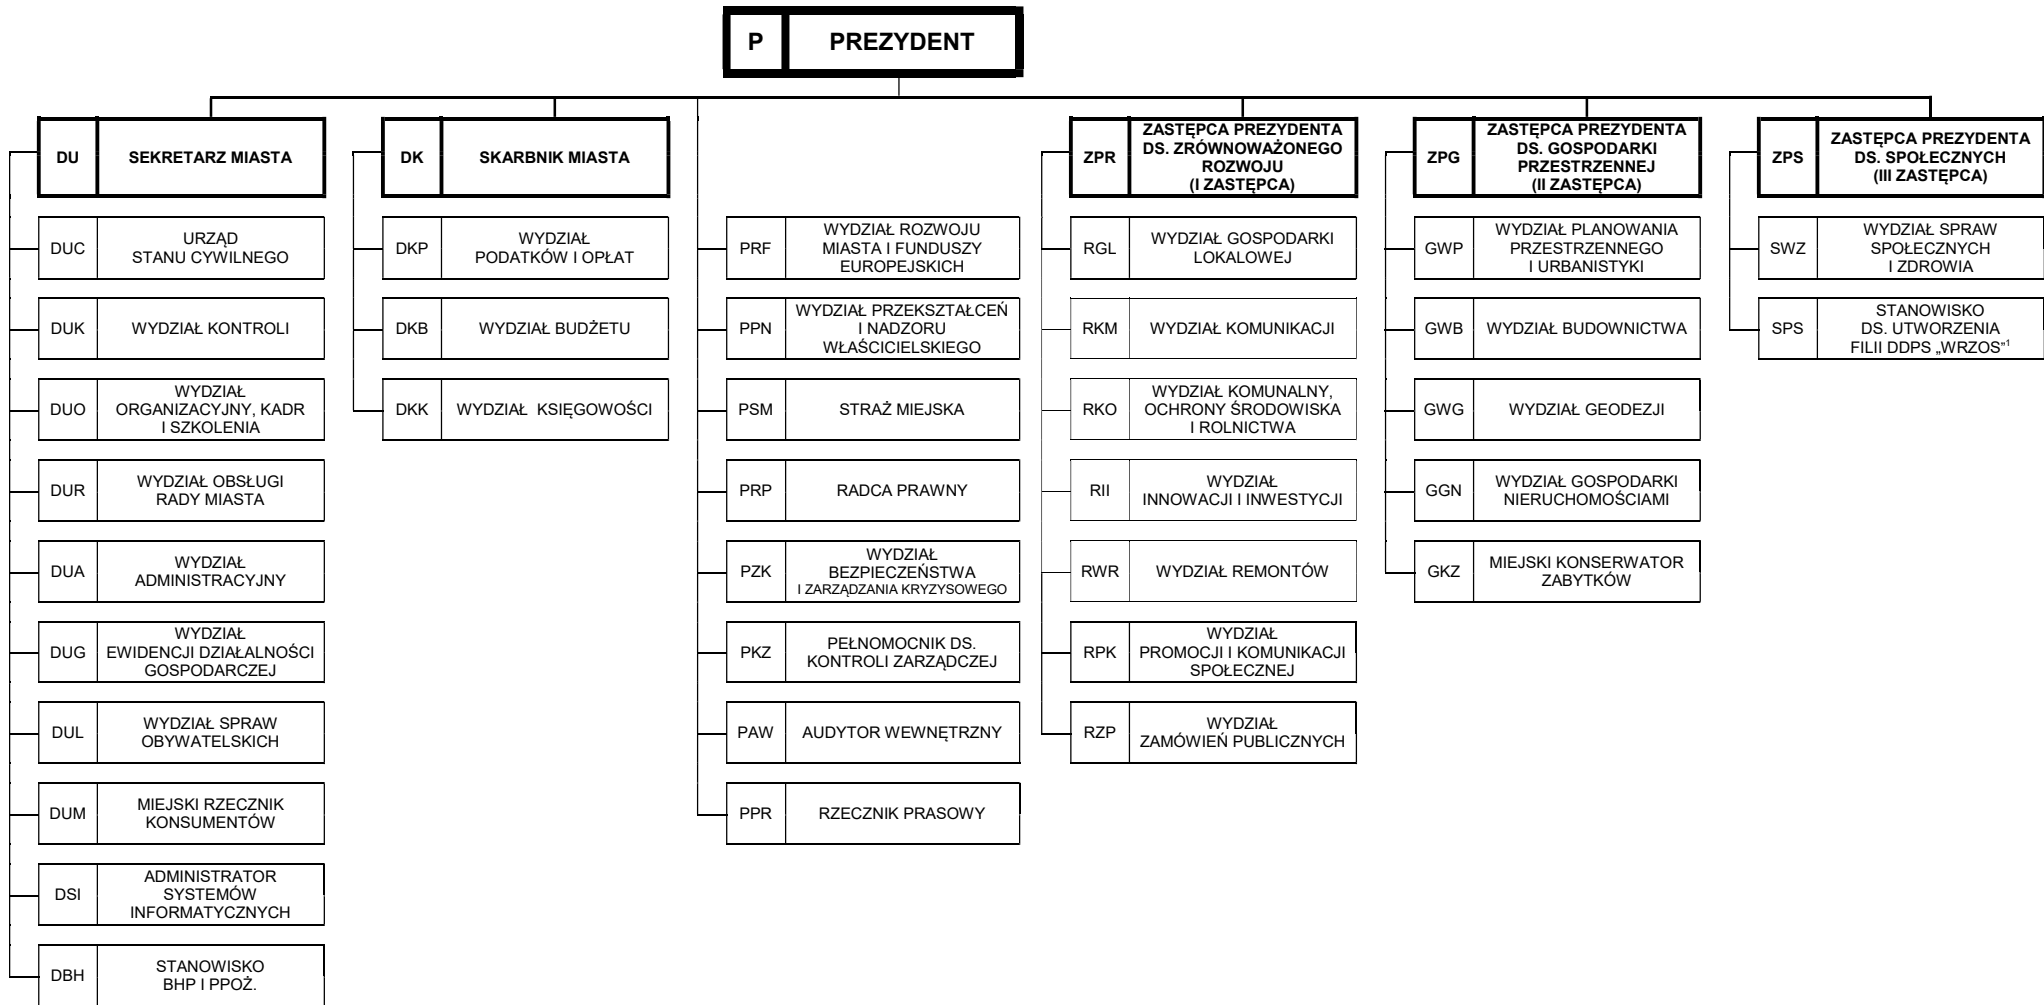 P PREZYDENT
DU SEKRETARZ MIASTA
DUC URZĄD
STANU CYWILNEGO
DUK WYDZIAŁ KONTROLI
DUO WYDZIAŁ
ORGANIZACYJNY, KADR
I SZKOLENIA
DUR WYDZIAŁ OBSŁUGI
RADY MIASTA
DUA WYDZIAŁ
ADMINISTRACYJNY
DUG WYDZIAŁ
EWIDENCJI DZIAŁALNOŚCI
GOSPODARCZEJ
DUL WYDZIAŁ SPRAW
OBYWATELSKICH
DUM MIEJSKI RZECZNIK
KONSUMENTÓW
DSI ADMINISTRATOR
SYSTEMÓW
INFORMATYCZNYCH
DBH STANOWISKO
BHP I PPOŻ.
DK SKARBNIK MIASTA
DKP WYDZIAŁ
PODATKÓW I OPŁAT
DKB WYDZIAŁ BUDŻETU
DKK WYDZIAŁ KSIĘGOWOŚCI
PRF WYDZIAŁ ROZWOJU
MIASTA I FUNDUSZY
EUROPEJSKICH
PPN WYDZIAŁ PRZEKSZTAŁCEŃ
I NADZORU
WŁAŚCICIELSKIEGO
PSM STRAŻ MIEJSKA
PRP RADCA PRAWNY
PZK WYDZIAŁ
BEZPIECZEŃSTWA
I ZARZĄDZANIA KRYZYSOWEGO
PKZ PEŁNOMOCNIK DS.
KONTROLI ZARZĄDCZEJ
PAW AUDYTOR WEWNĘTRZNY
PPR RZECZNIK PRASOWY
ZPR ZASTĘPCA PREZYDENTA
DS. ZRÓWNOWAŻONEGO
ROZWOJU
(I ZASTĘPCA)
RGL WYDZIAŁ GOSPODARKI
LOKALOWEJ
RKM WYDZIAŁ KOMUNIKACJI
RKO WYDZIAŁ KOMUNALNY,
OCHRONY ŚRODOWISKA
I ROLNICTWA
RII WYDZIAŁ
INNOWACJI I INWESTYCJI
RWR WYDZIAŁ REMONTÓW
RPK WYDZIAŁ
PROMOCJI I KOMUNIKACJI
SPOŁECZNEJ
RZP WYDZIAŁ
ZAMÓWIEŃ PUBLICZNYCH
ZPG ZASTĘPCA PREZYDENTA
DS. GOSPODARKI
PRZESTRZENNEJ
(II ZASTĘPCA)
GWP WYDZIAŁ PLANOWANIA
PRZESTRZENNEGO
I URBANISTYKI
GWB WYDZIAŁ BUDOWNICTWA
GWG WYDZIAŁ GEODEZJI
GGN WYDZIAŁ GOSPODARKI
NIERUCHOMOŚCIAMI
GKZ MIEJSKI KONSERWATOR
ZABYTKÓW
ZPS ZASTĘPCA PREZYDENTA
DS. SPOŁECZNYCH
(III ZASTĘPCA)
SWZ WYDZIAŁ SPRAW
SPOŁECZNYCH
I ZDROWIA
SPS STANOWISKO
DS. UTWORZENIA
FILII DDPS „WRZOS”¹